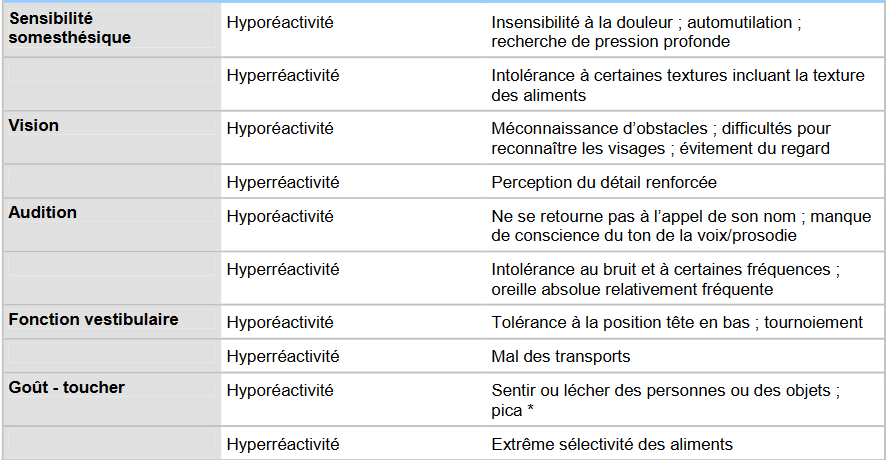 Sensibilité
somesthésique
Hyporéactivité
Insensibilité à la douleur ; automutilation ;
recherche de pression profonde
Hyperréactivité
Intolérance à certaines textures incluant la texture
des aliments
Vision
Hyporéactivité
Méconnaissance d’obstacles ; difficultés pour
reconnaître les visages ; évitement du regard
Hyperréactivité
Perception du détail renforcée
Audition
Hyporéactivité
Ne se retourne pas à l’appel de son nom ; manque
de conscience du ton de la voix/prosodie
Hyperréactivité
Intolérance au bruit et à certaines fréquences ;
oreille absolue relativement fréquente
Fonction vestibulaire
Hyporéactivité
Tolérance à la position tête en bas ; tournoiement
Hyperréactivité
Mal des transports
Goût - toucher
Hyporéactivité
Sentir ou lécher des personnes ou des objets ;
pica *
Hyperréactivité
Extrême sélectivité des aliments